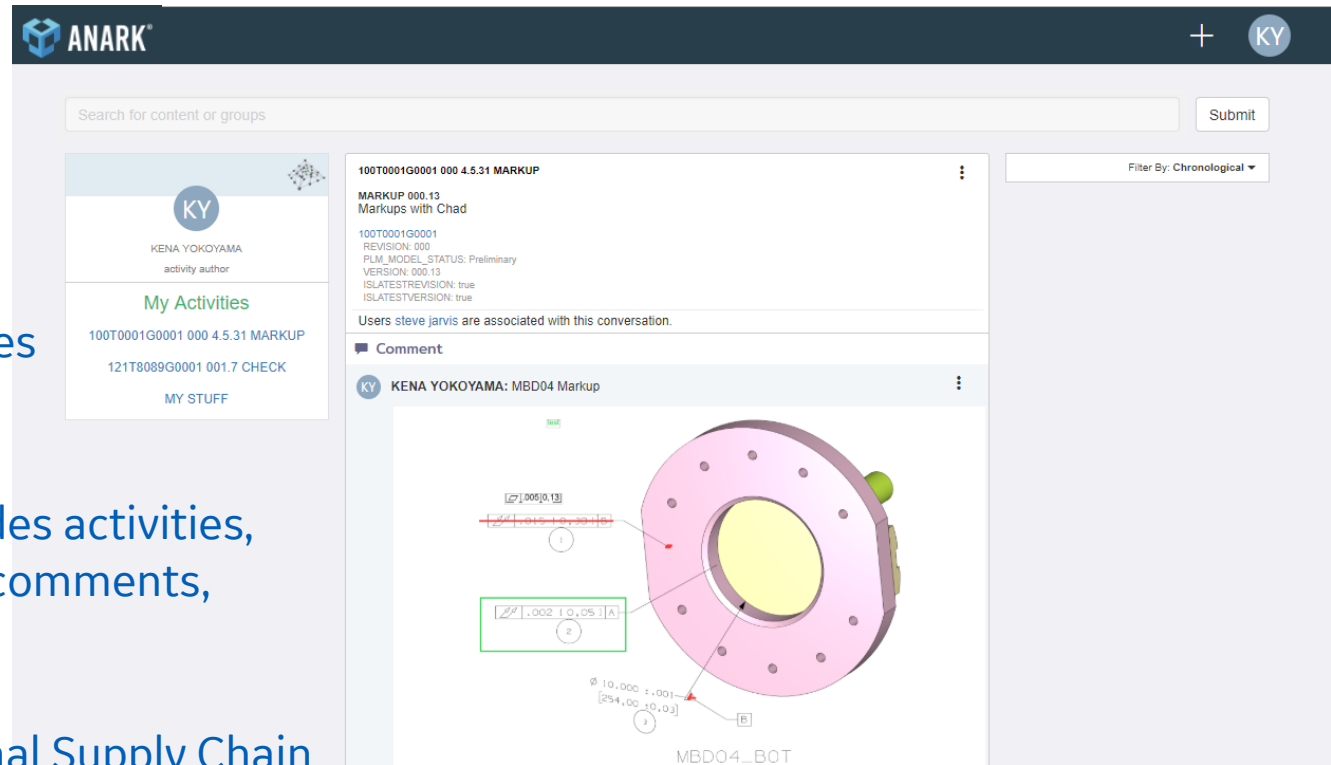 ANARK®
+
KY
Search for content or groups
Submit
KY
KENA YOKOYAMA
activity author
My Activities
100T0001G0001 000 4.5.31 MARKUP
121T8089G0001 001.7 CHECK
MY STUFF
100T0001G0001 000 4.5.31 MARKUP
MARKUP 000.13
Markups with Chad
100T0001G0001
REVISION: 000
PLM_MODEL_STATUS: Preliminary
VERSION: 000.13
ISLATESTREVISION: true
ISLATESTVERSION: true
Users steve jarvis are associated with this conversation.
Comment
KY KENA YOKOYAMA: MBD04 Markup
.005[0,13]
B
1
.002 [0,05] A
2
Ø 10.000 ±.001
[254,00 ±0,03]
3
B
MBD04_BOT
Filter By: Chronological
es
des activities,
comments,
nal Supply Chain